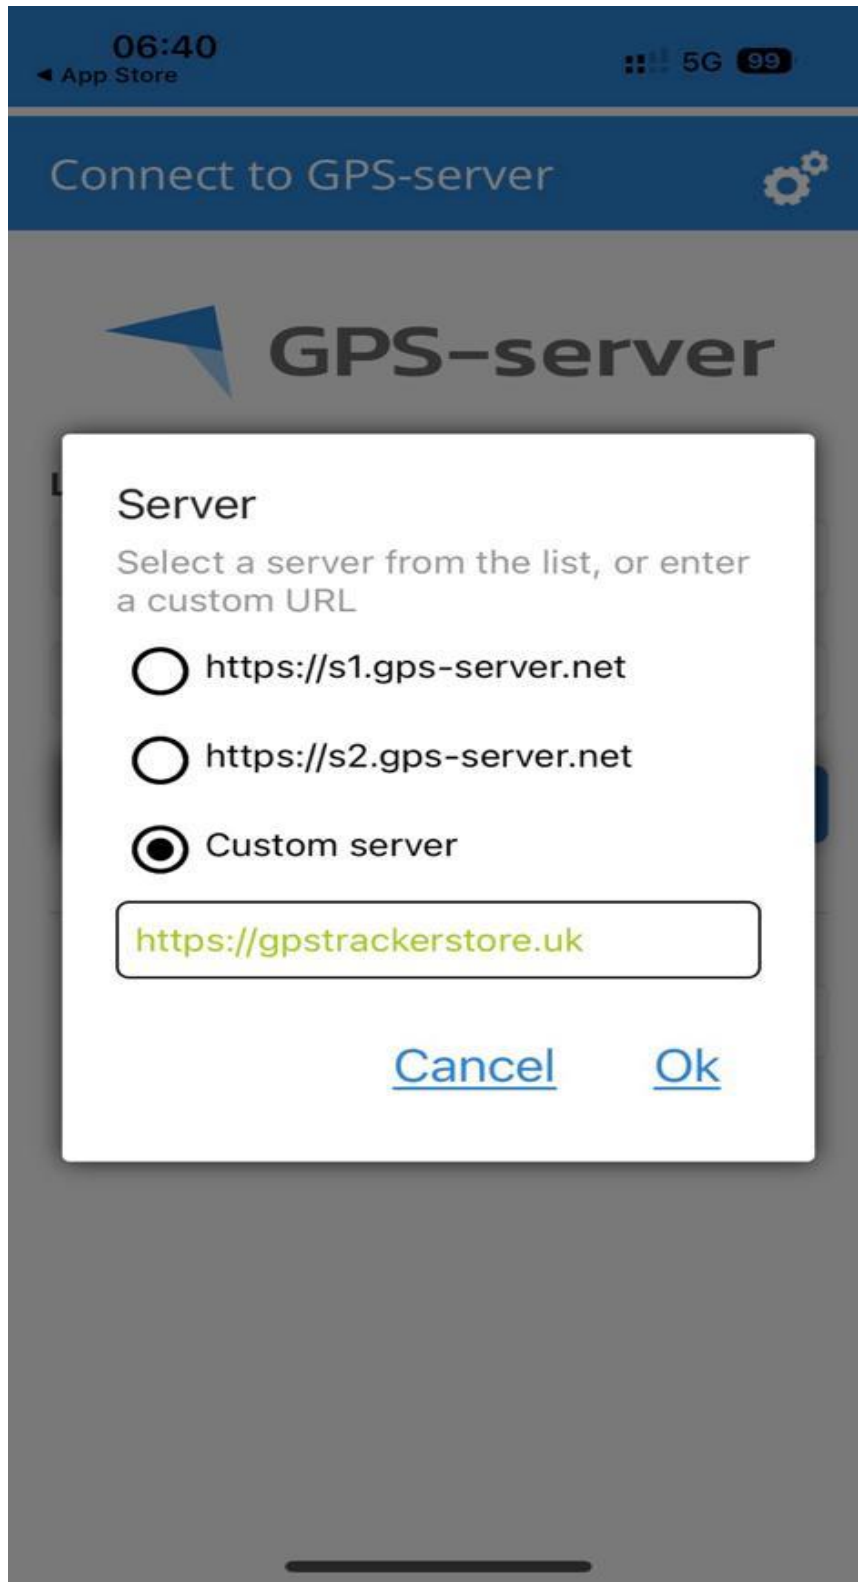 06:40
◀ App Store
5G 99
Connect to GPS-server
GPS-server
L
Server
Select a server from the list, or enter
a custom URL
https://s1.gps-server.net
https://s2.gps-server.net
Custom server
https://gpstrackerstore.uk
Cancel Ok